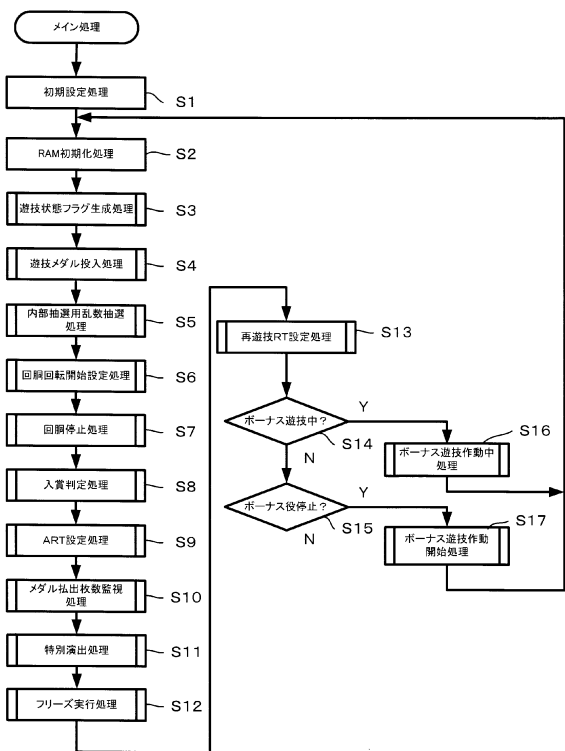 メイン処理
初期設定処理
S1
RAM初期化処理
S2
遊技状態フラグ生成処理
S3
遊技メダル投入処理
S4
内部抽選用乱数抽選
処理
S5
回胴回転開始設定処理
S6
回胴停止処理
S7
入賞判定処理
S8
ART設定処理
S9
メダル払出枚数監視
処理
S10
特別演出処理
S11
フリーズ実行処理
S12
再遊技RT設定処理
S13
ボーナス遊技中?
S14
Y
N
ボーナス遊技作動中
処理
S16
ボーナス役停止?
S15
Y
N
ボーナス遊技作動
開始処理
S17